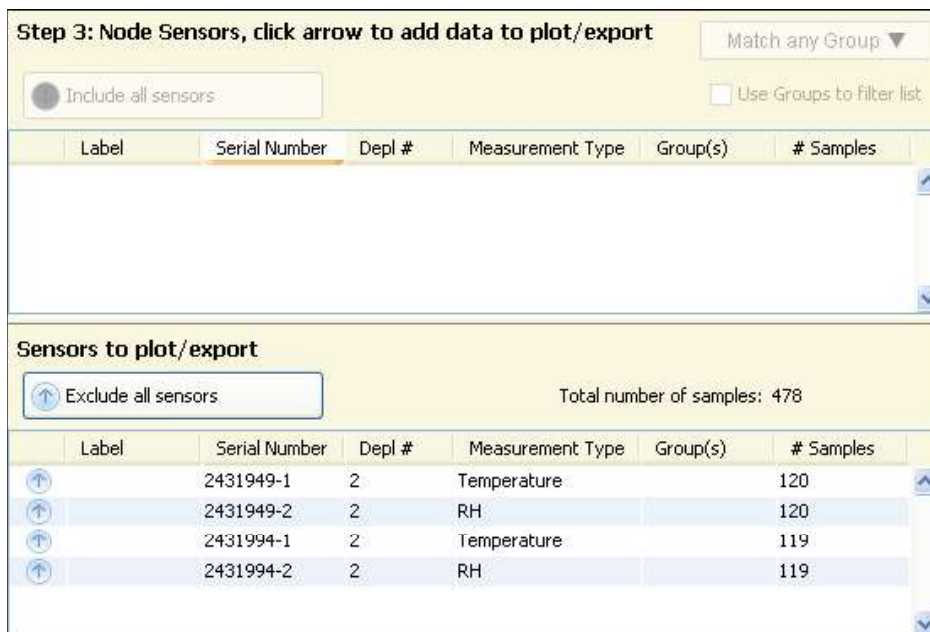 Step 3: Node Sensors, click arrow to add data to plot/export
Match any Group ▼
Include all sensors
Use Groups to filter list
Label Serial Number Depl # Measurement Type Group(s) # Samples
Sensors to plot/export
Exclude all sensors
Total number of samples: 478
Label Serial Number Depl # Measurement Type Group(s) # Samples
2431949-1 2 Temperature 120
2431949-2 2 RH 120
2431994-1 2 Temperature 119
2431994-2 2 RH 119